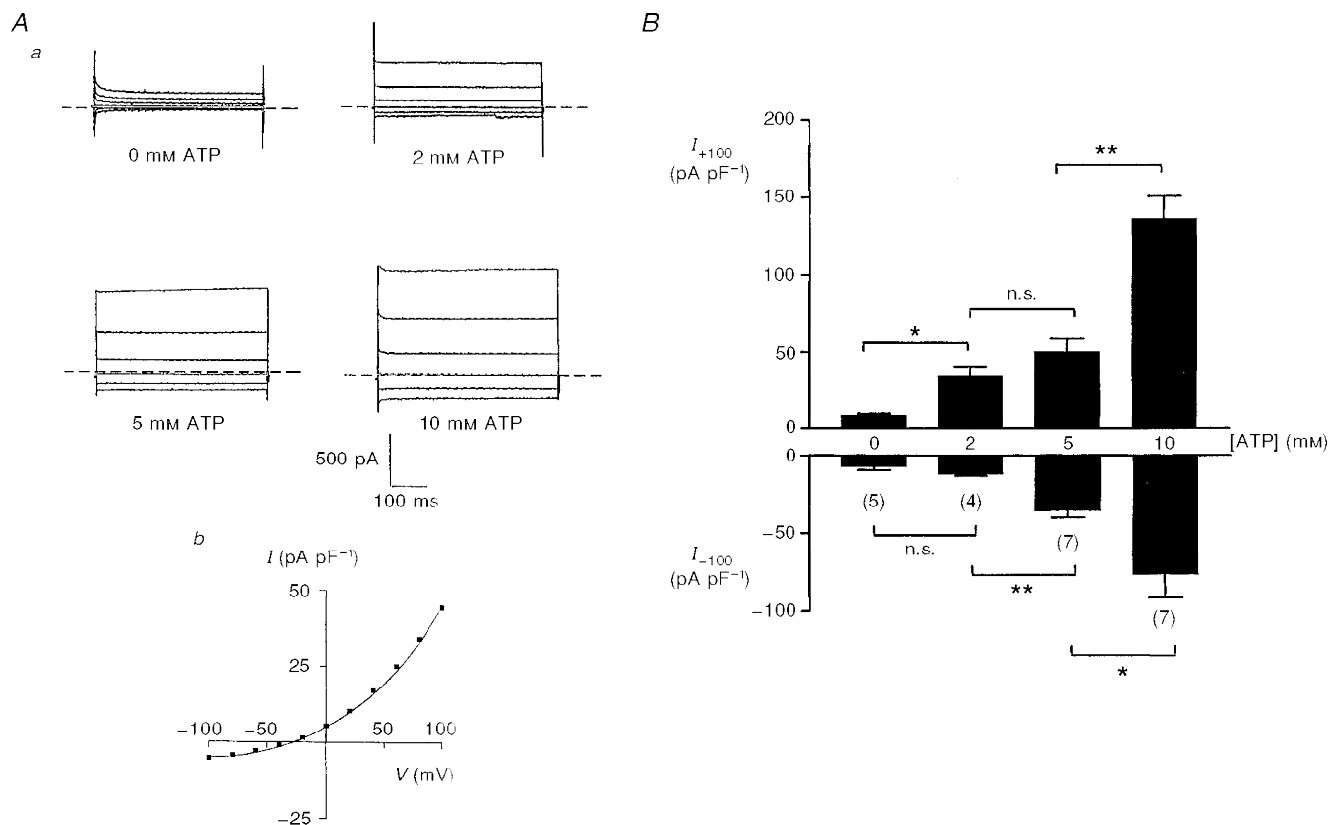 A
a
0 mM ATP
2 mM ATP
5 mM ATP
10 mM ATP
500 pA
100 ms
b
I (pA pF⁻¹)
50
25
−100
−50
50
100
V (mV)
−25
B
200
I₊₁₀₀
(pA pF⁻¹)
**
150
100
n.s.
*
50
0
0 2 5 10 [ATP] (mM)
0
(5) (4)
−50
n.s.
(7)
I₋₁₀₀
(pA pF⁻¹)
**
−100
(7)
*